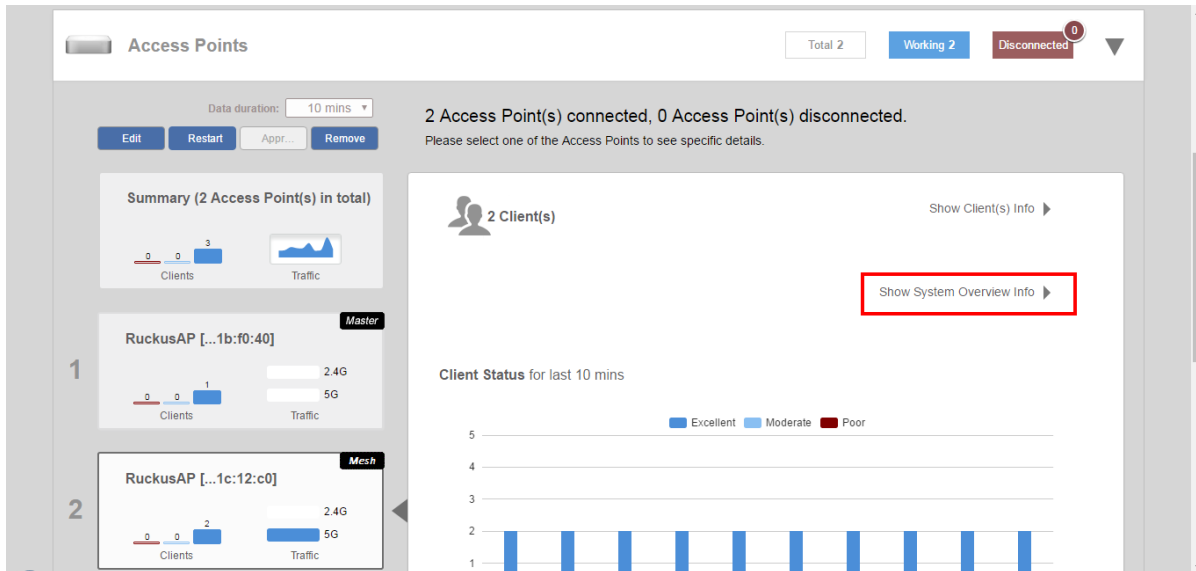 Access Points
Total 2
Working 2
Disconnected
0
Data duration: 10 mins
Edit Restart Appr... Remove
2 Access Point(s) connected, 0 Access Point(s) disconnected.
Please select one of the Access Points to see specific details.
Summary (2 Access Point(s) in total)
0 0 3
Clients Traffic
2 Client(s)
Show Client(s) Info
Show System Overview Info
1
Master
RuckusAP [...1b:f0:40]
2.4G
5G
0 0 1
Clients Traffic
2
Mesh
RuckusAP [...1c:12:c0]
2.4G
5G
0 0 2
Clients Traffic
Client Status for last 10 mins
Excellent Moderate Poor
5
4
3
2
1